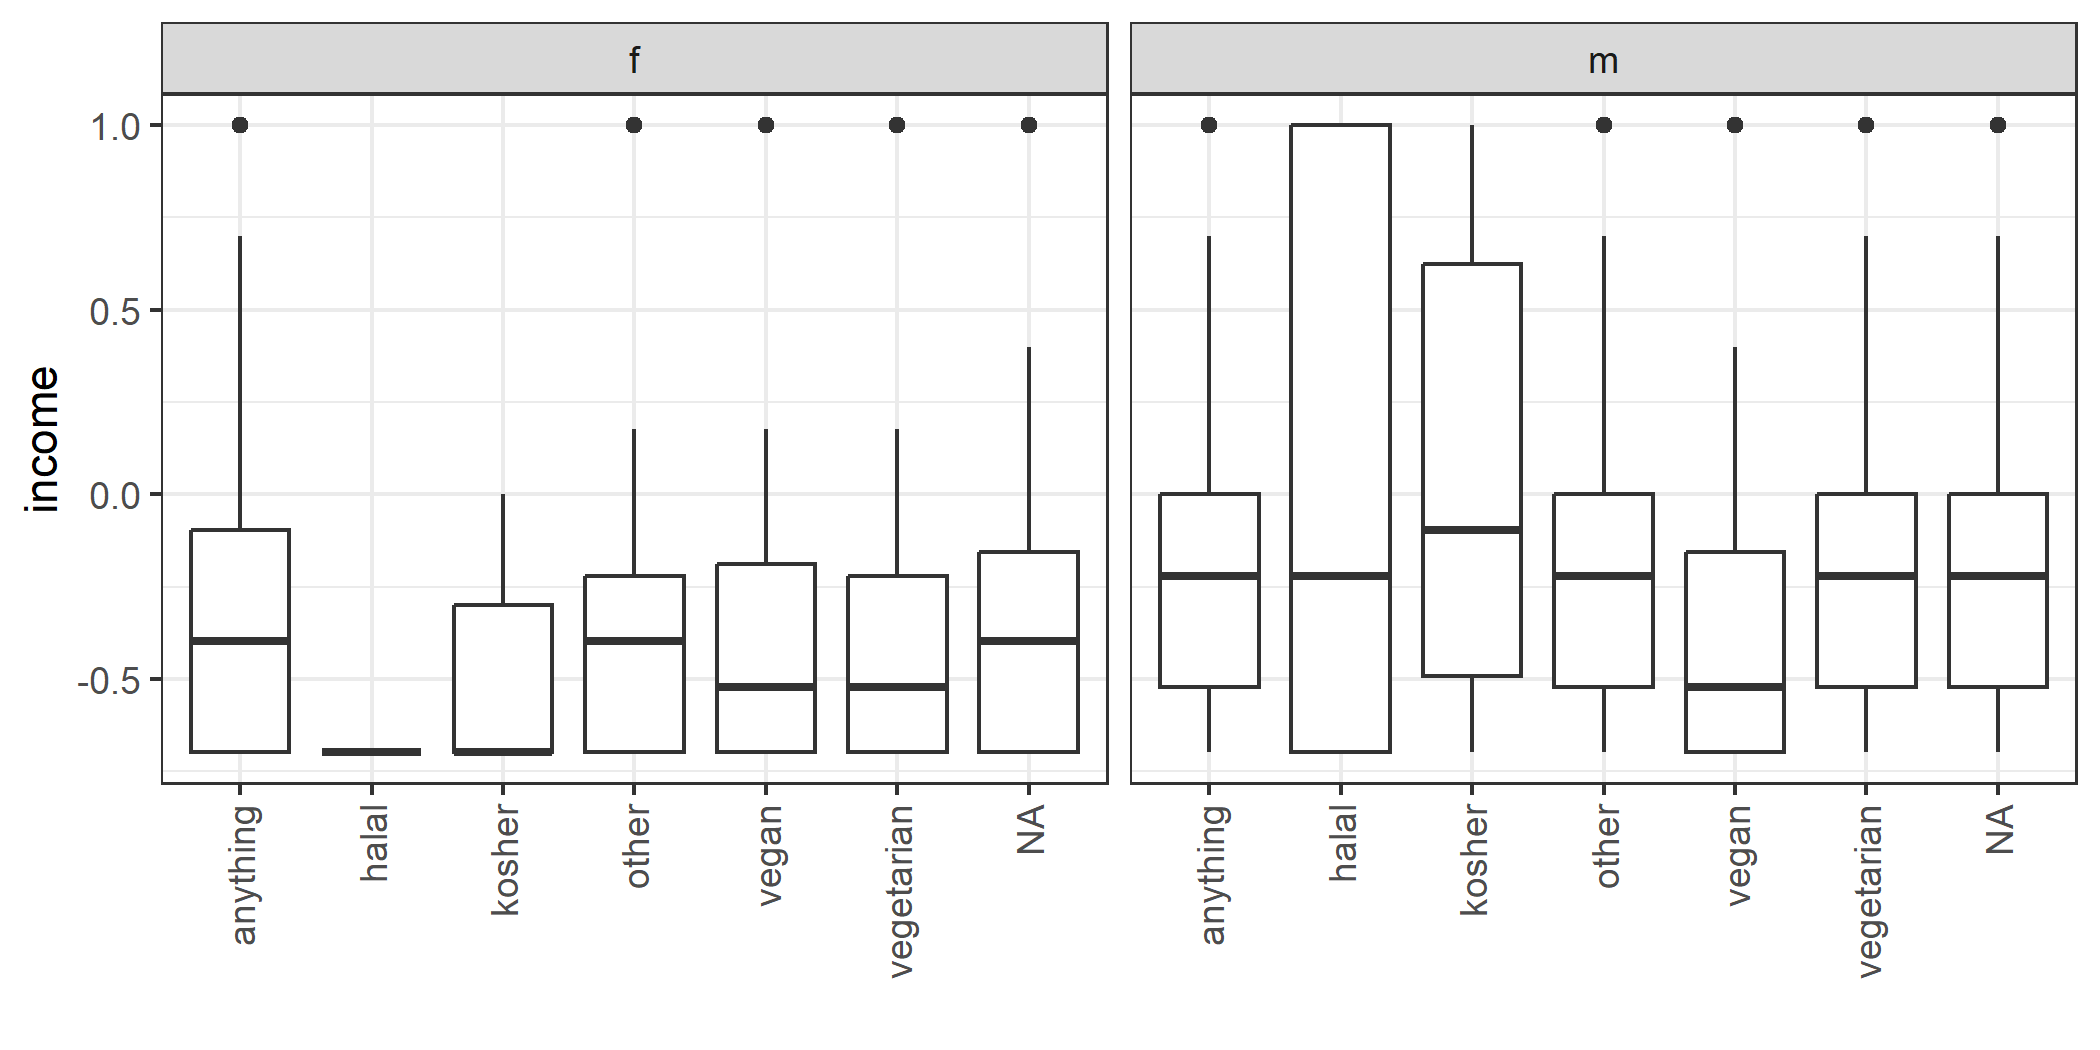 f
m
1.0
0.5
0.0
-0.5
income
anything
halal
kosher
other
vegan
vegetarian
NA
anything
halal
kosher
other
vegan
vegetarian
NA